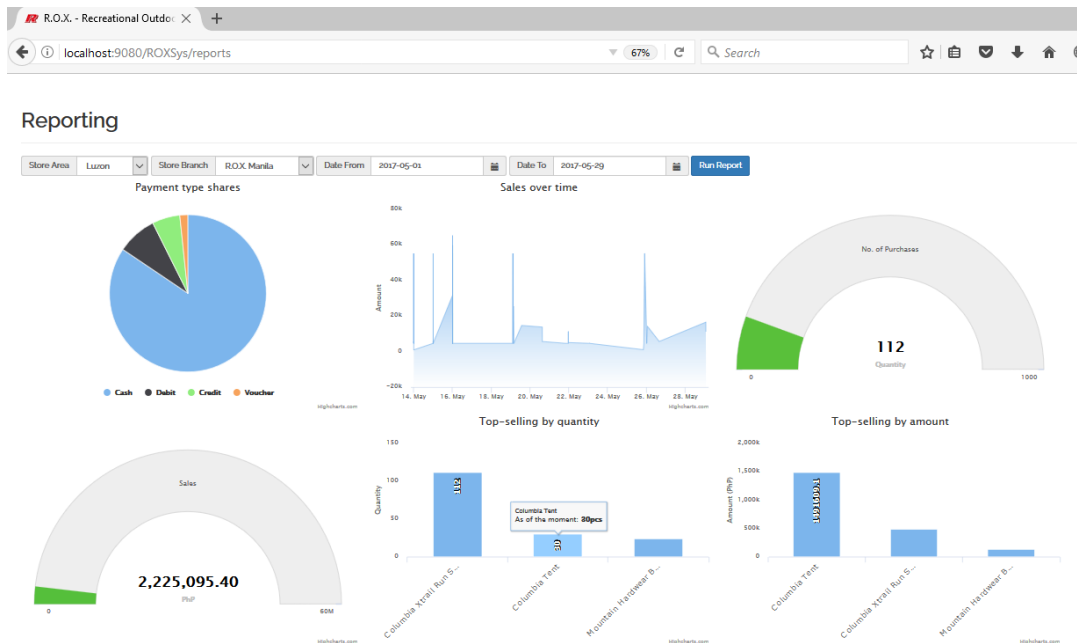 R.O.X. - Recreational Outdoo
localhost:9080/ROXSys/reports
67%
Search
Reporting
Store Area Luzon Store Branch R.O.X. Manila Date From 2017-05-01 Date To 2017-05-29 Run Report
Payment type shares
Cash Debit Credit Voucher
Highcharts.com
Sales over time
Amount
80k
60k
40k
20k
0
-20k
14. May 16. May 18. May 20. May 22. May 24. May 26. May 28. May
Highcharts.com
No. of Purchases
112
Quantity
0 1000
Sales
2,225,095.40
PhP
0 60M
Highcharts.com
Top-selling by quantity
Quantity
150
100
50
0
112
Columbia Tent
As of the moment: 30pcs
30
Columbia Xtrail Run S...
Columbia Tent
Mountain Hardwear B...
Highcharts.com
Top-selling by amount
Amount (PhP)
2,000k
1,500k
1,000k
500k
0
Columbia Tent
Columbia Xtrail Run S...
Mountain Hardwear B...
Highcharts.com